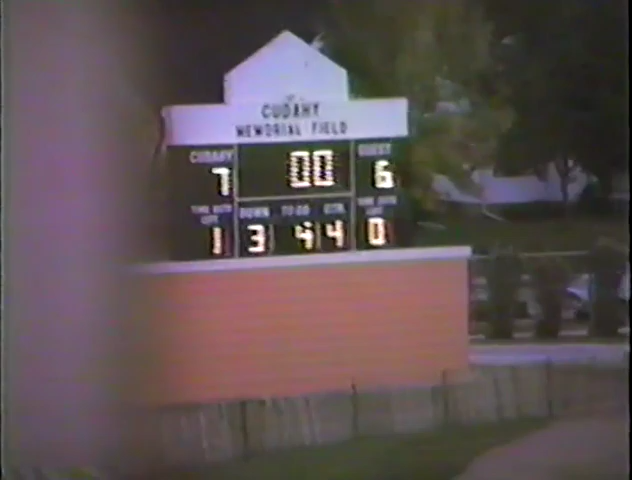 CUDAHY
MEMORIAL FIELD
CUDAHY 00 GUEST
7 6
TIME OUTS LEFT DOWN TO GO QTR TIME OUTS LEFT
1 3 4 4 0